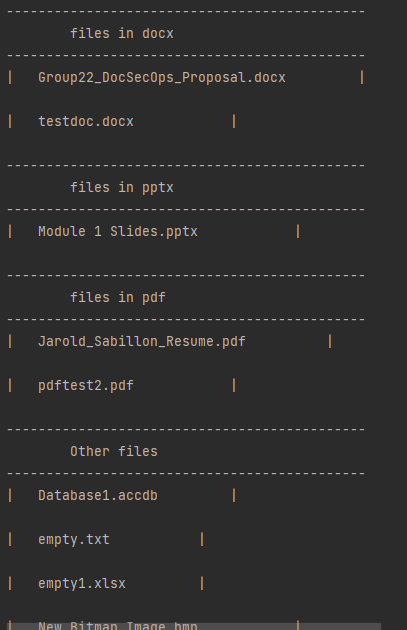 ---------------------------------------------
files in docx
---------------------------------------------
|   Group22_DocSecOps_Proposal.docx         |
|   testdoc.docx            |
---------------------------------------------
files in pptx
---------------------------------------------
|   Module 1 Slides.pptx            |
---------------------------------------------
files in pdf
---------------------------------------------
|   Jarold_Sabillon_Resume.pdf          |
|   pdftest2.pdf            |
---------------------------------------------
Other files
---------------------------------------------
|   Database1.accdb         |
|   empty.txt           |
|   empty1.xlsx         |
|   New Bitmap Image.bmp            |